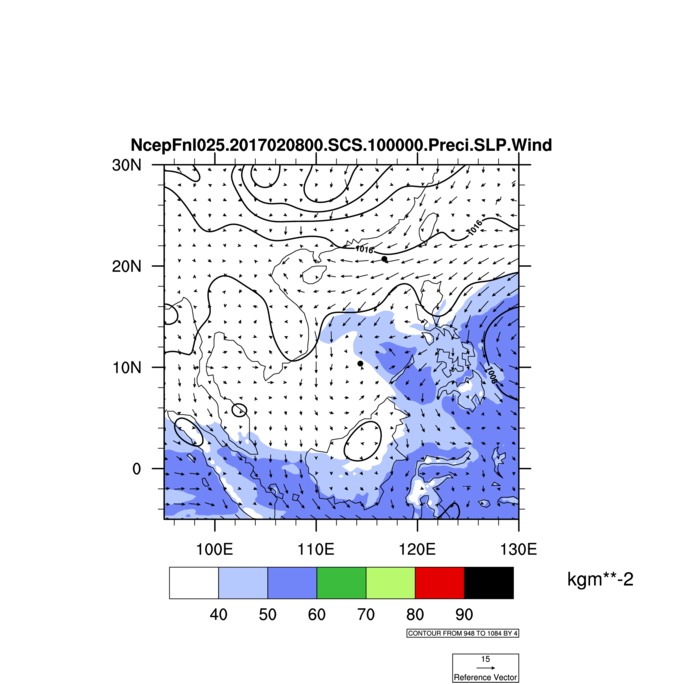 NcepFnl025.2017020800.SCS.100000.Preci.SLP.Wind
30N
20N
10N
0
1016
1016
1008
100E 110E 120E 130E
kgm**-2
40 50 60 70 80 90
CONTOUR FROM 948 TO 1084 BY 4
15
Reference Vector